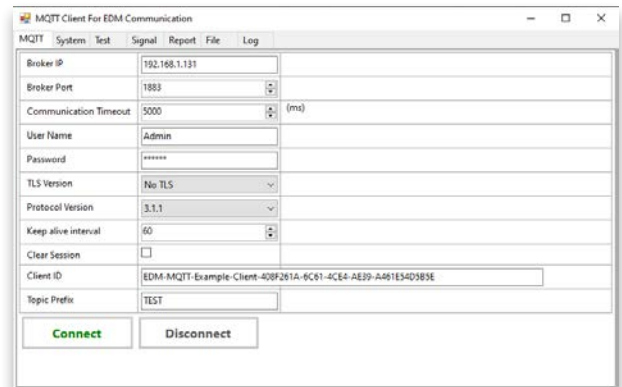 MQTT Client For EDM Communication
MQTT System Test Signal Report File Log
Broker IP 192.168.1.131
Broker Port 1883
Communication Timeout 5000 (ms)
User Name Admin
Password ******
TLS Version No TLS
Protocol Version 3.1.1
Keep alive interval 60
Clear Session
Client ID EDM-MQTT-Example-Client-408F261A-6C61-4CE4-AE39-A461E54D5B5E
Topic Prefix TEST
Connect Disconnect